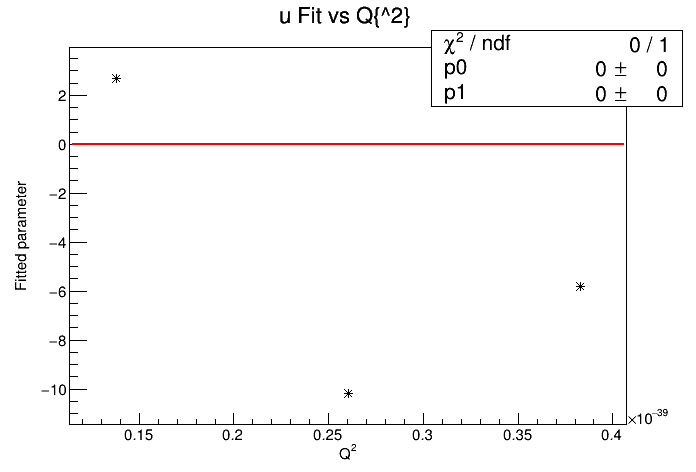 u Fit vs Q{^2}
χ² / ndf 0 / 1
p0 0 ± 0
p1 0 ± 0
Fitted parameter
2
0
−2
−4
−6
−8
−10
0.15 0.2 0.25 0.3 0.35 0.4
×10⁻³⁹
Q²